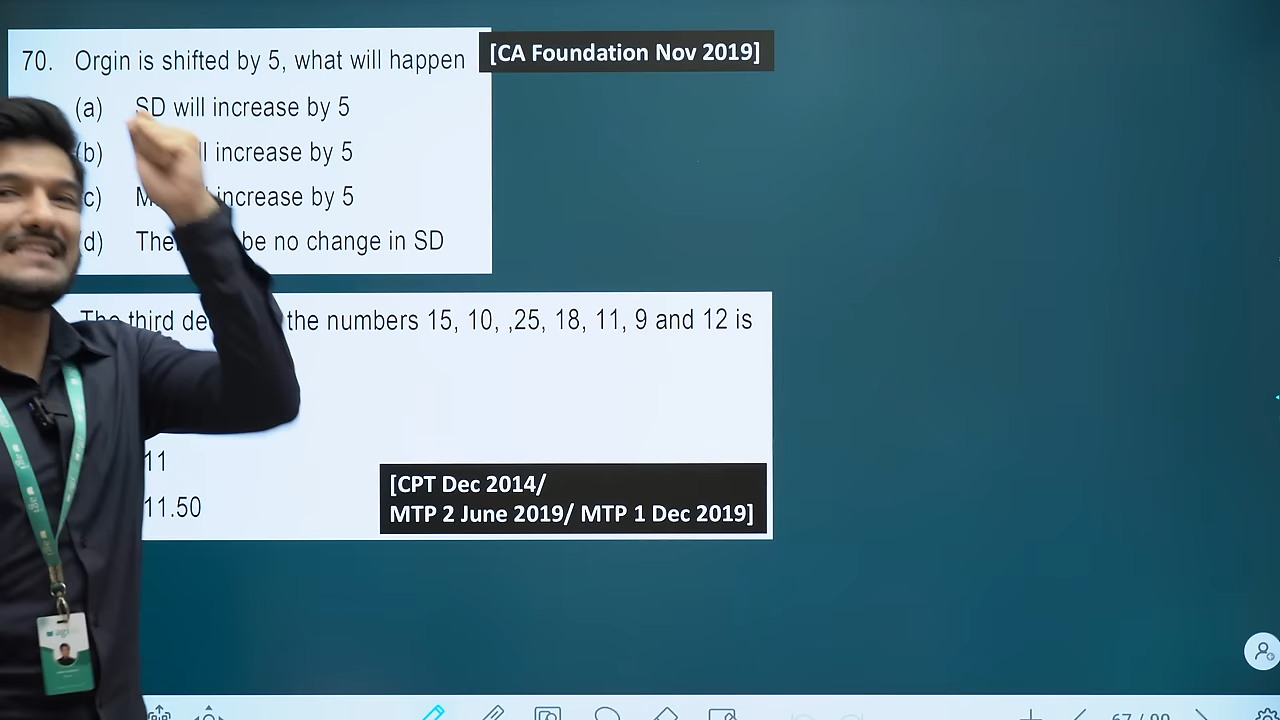 70. Orgin is shifted by 5, what will happen
[CA Foundation Nov 2019]
(a) SD will increase by 5
(b) increase by 5
(c) increase by 5
(d) be no change in SD
The third the numbers 15, 10, ,25, 18, 11, 9 and 12 is
11
11.50
[CPT Dec 2014/
MTP 2 June 2019/ MTP 1 Dec 2019]